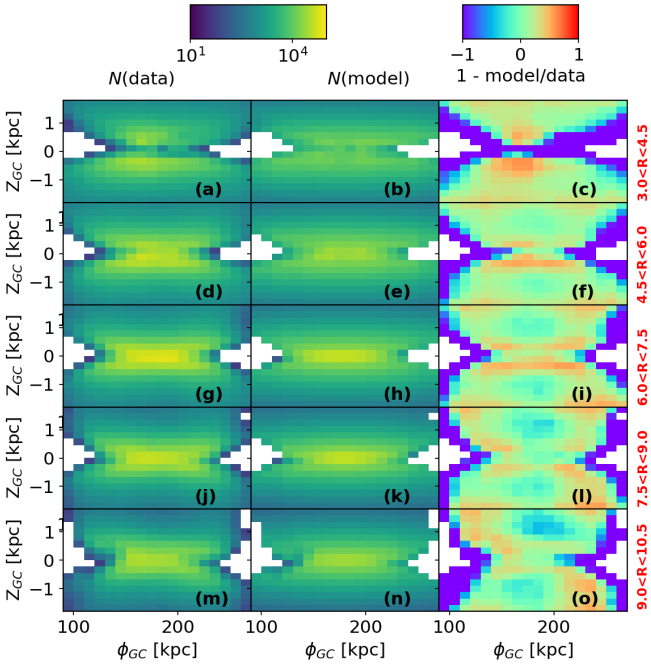 10¹ 10⁴ −1 0 1
N(data) N(model) 1 - model/data
Z_GC [kpc] 1 0 −1 (a) (b) (c) 3.0<R<4.5
Z_GC [kpc] 1 0 −1 (d) (e) (f) 4.5<R<6.0
Z_GC [kpc] 1 0 −1 (g) (h) (i) 6.0<R<7.5
Z_GC [kpc] 1 0 −1 (j) (k) (l) 7.5<R<9.0
Z_GC [kpc] 1 0 −1 (m) (n) (o) 9.0<R<10.5
100 200 100 200 100 200
ϕ_GC [kpc] ϕ_GC [kpc] ϕ_GC [kpc]